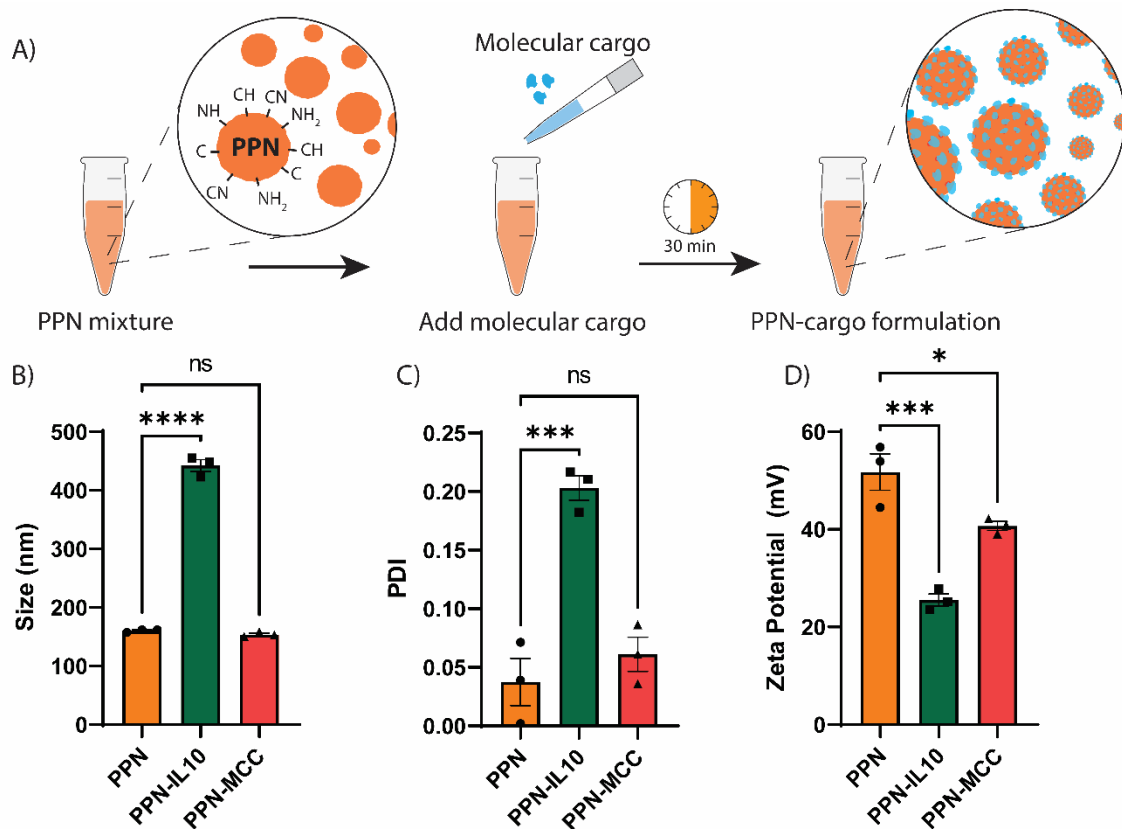 A)
Molecular cargo
CH
CN
NH
NH₂
C
PPN
CH
C
CN
NH₂
30 min
PPN mixture
Add molecular cargo
PPN-cargo formulation
B)
ns
****
500
400
300
200
100
0
Size (nm)
PPN
PPN-IL10
PPN-MCC
C)
ns
***
0.25
0.20
0.15
0.10
0.05
0.00
PDI
PPN
PPN-IL10
PPN-MCC
D)
*
***
60
40
20
0
Zeta Potential (mV)
PPN
PPN-IL10
PPN-MCC